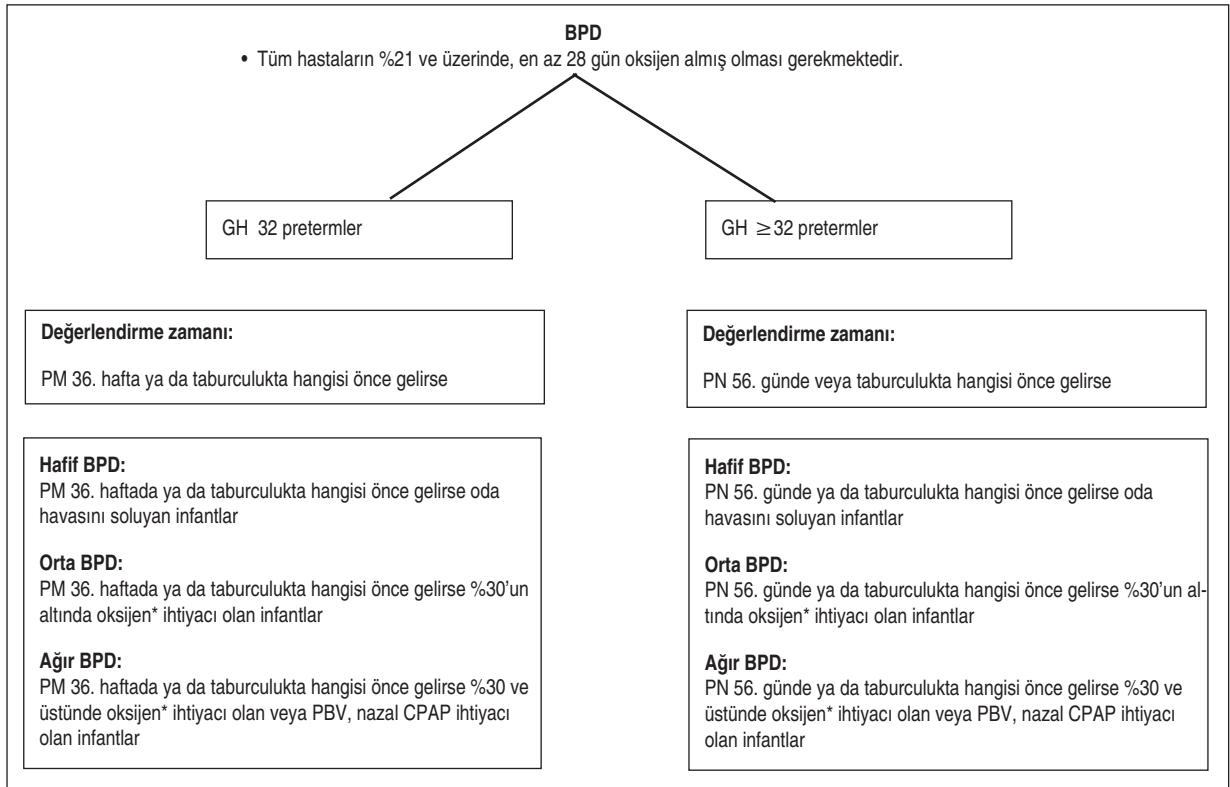 BPD
• Tüm hastaların %21 ve üzerinde, en az 28 gün oksijen almış olması gerekmektedir.
GH 32 pretermler
GH ≥32 pretermler
Değerlendirme zamanı:
PM 36. hafta ya da taburculukta hangisi önce gelirse
Değerlendirme zamanı:
PN 56. günde veya taburculukta hangisi önce gelirse
Hafif BPD:
PM 36. haftada ya da taburculukta hangisi önce gelirse oda
havasını soluyan infantlar
Orta BPD:
PM 36. haftada ya da taburculukta hangisi önce gelirse %30’un
altında oksijen* ihtiyacı olan infantlar
Ağır BPD:
PM 36. haftada ya da taburculukta hangisi önce gelirse %30 ve
üstünde oksijen* ihtiyacı olan veya PBV, nazal CPAP ihtiyacı
olan infantlar
Hafif BPD:
PN 56. günde ya da taburculukta hangisi önce gelirse oda
havasını soluyan infantlar
Orta BPD:
PN 56. günde ya da taburculukta hangisi önce gelirse %30’un al-
tında oksijen* ihtiyacı olan infantlar
Ağır BPD:
PN 56. günde ya da taburculukta hangisi önce gelirse %30 ve
üstünde oksijen* ihtiyacı olan veya PBV, nazal CPAP ihtiyacı
olan infantlar